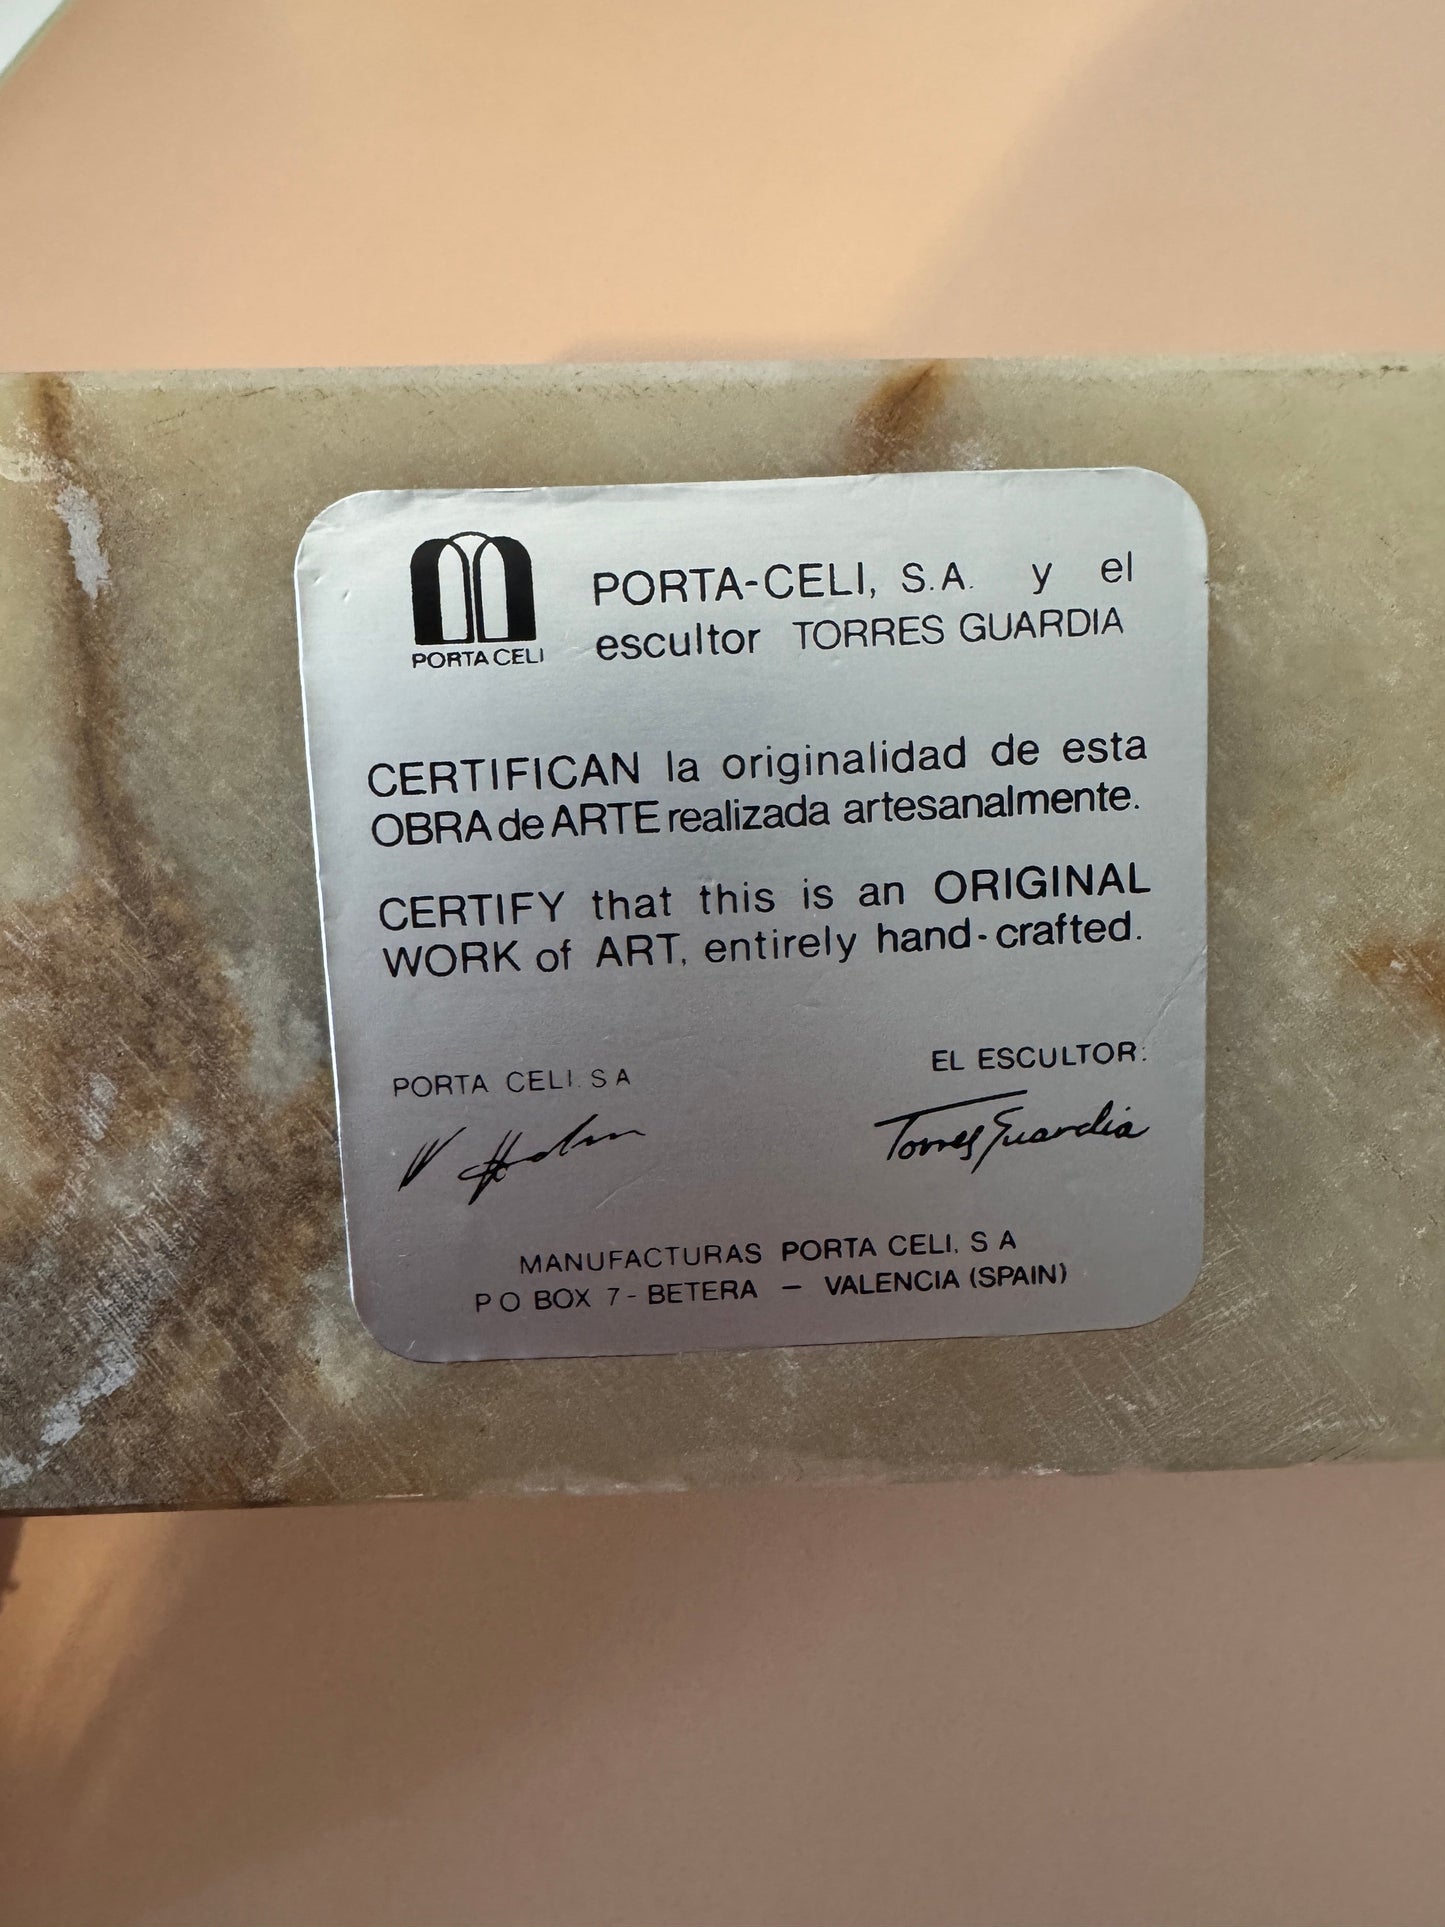 PORTA CELI
PORTA-CELI, S.A. y el
escultor TORRES GUARDIA
CERTIFICAN la originalidad de esta
OBRA de ARTE realizada artesanalmente.
CERTIFY that this is an ORIGINAL
WORK of ART, entirely hand-crafted.
PORTA CELI. S A
EL ESCULTOR:
Torres Guardia
MANUFACTURAS PORTA CELI, S A
P O BOX 7 - BETERA — VALENCIA (SPAIN)